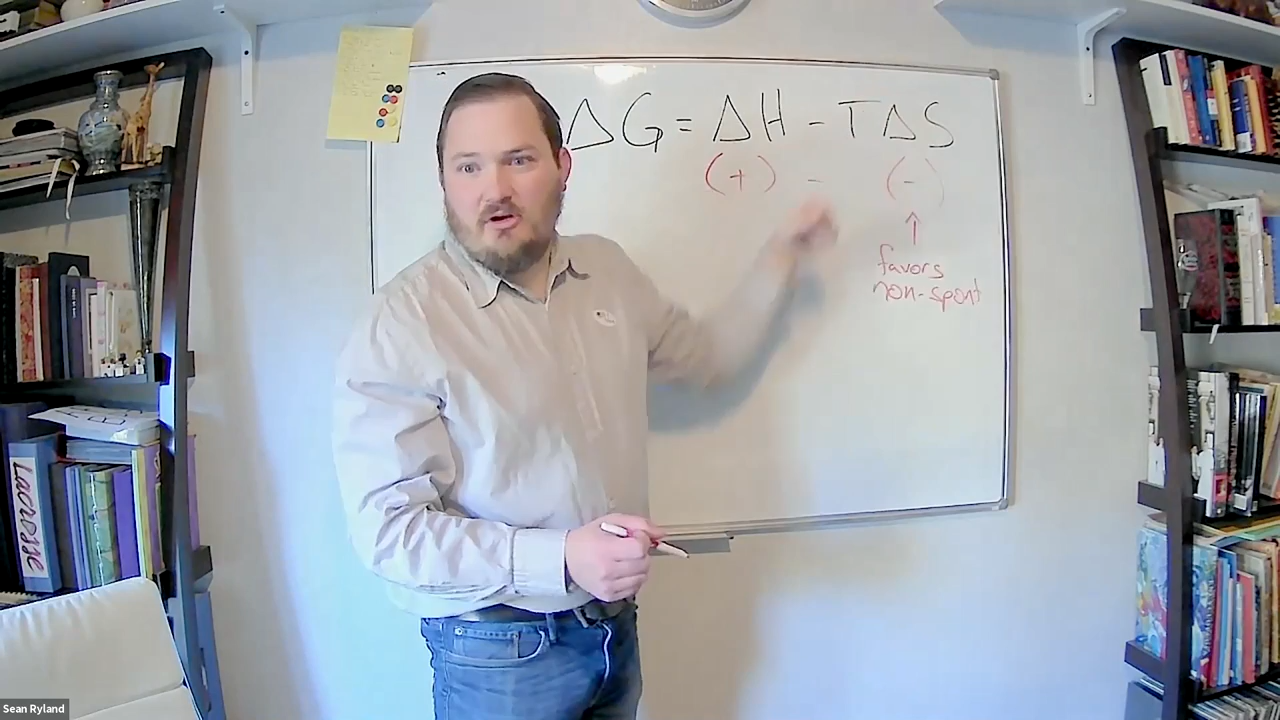 ΔG = ΔH - TΔS
(+) - (-)
↑
favors
non-spont
Lacrosse
Sean Ryland